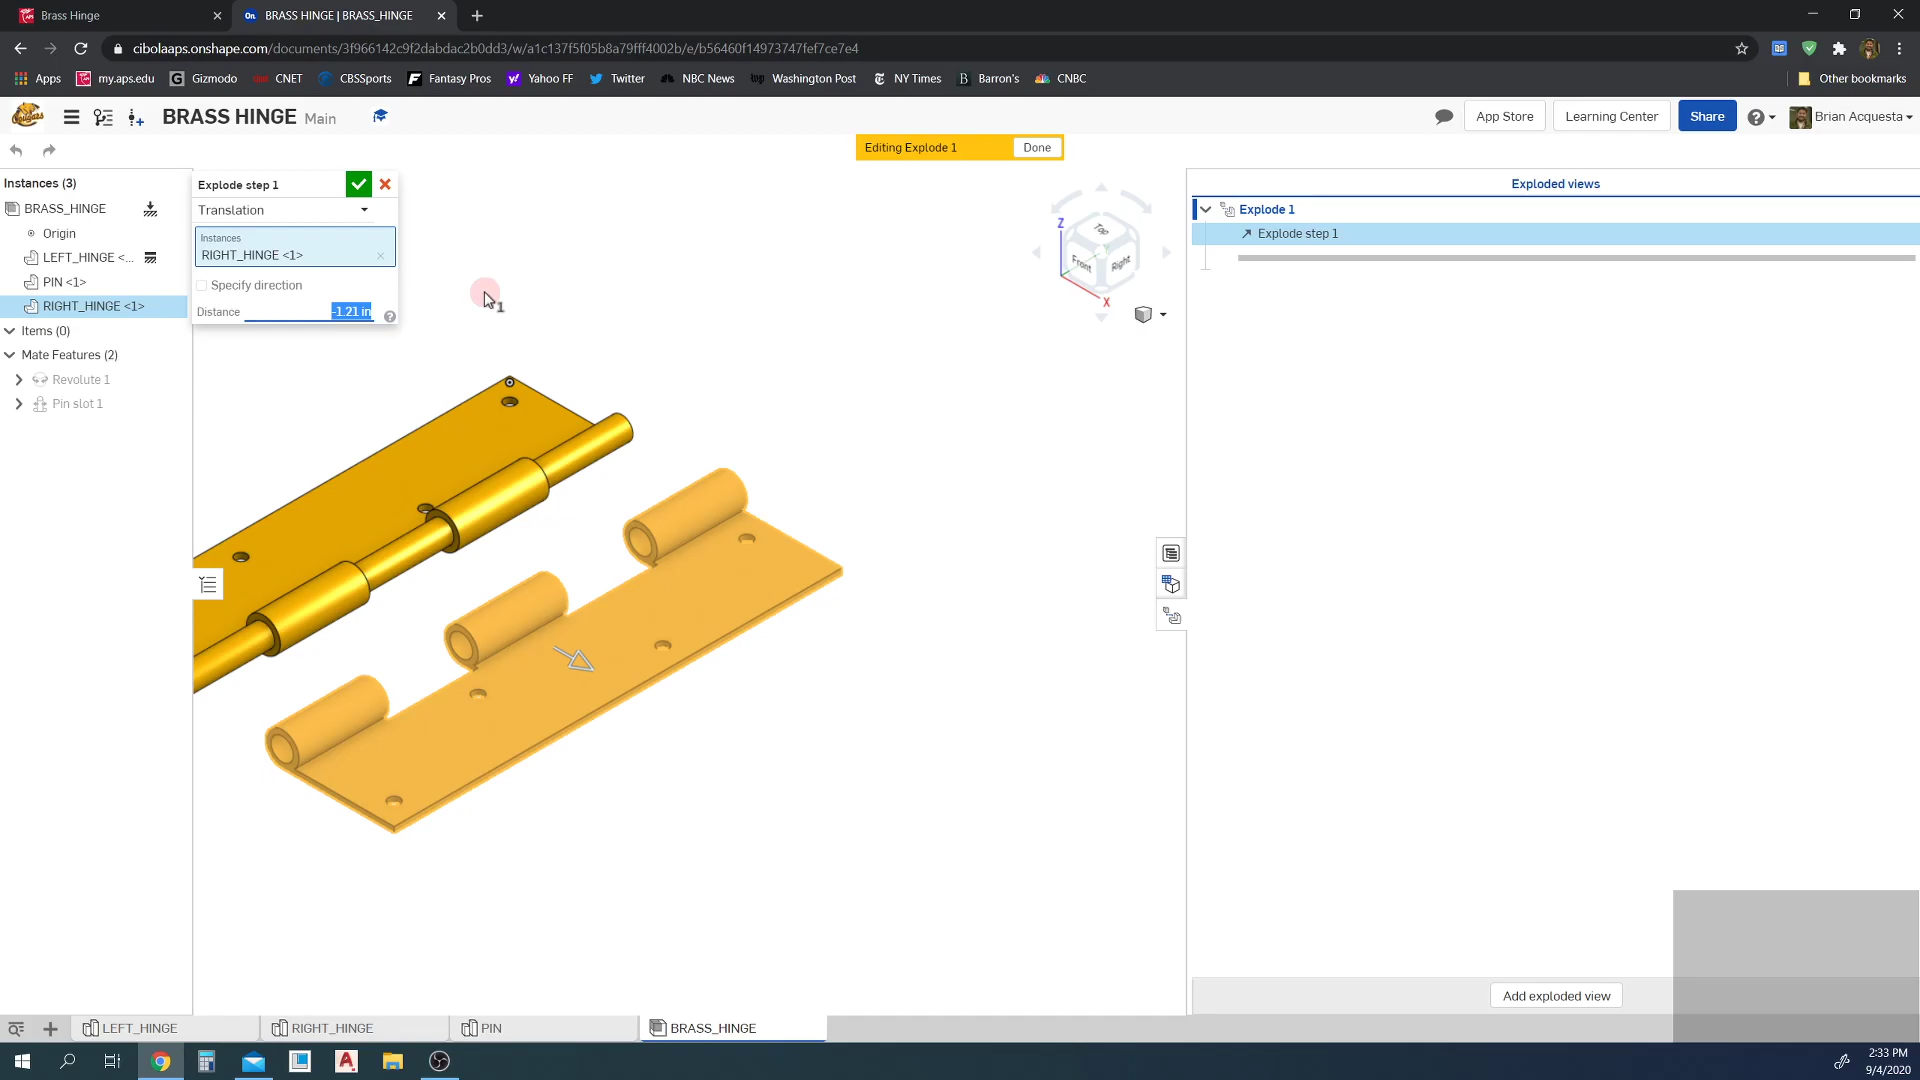 Brass Hinge
On. BRASS HINGE | BRASS_HINGE
cibolaaps.onshape.com/documents/3f966142c9f2dabdac2b0dd3/w/a1c137f5f05b8a79fff4002b/e/b56460f14973747fef7ce7e4
Apps my.aps.edu Gizmodo CNET CBSSports Fantasy Pros Yahoo FF Twitter NBC News Washington Post NY Times Barron's CNBC Other bookmarks
Cougars BRASS HINGE Main App Store Learning Center Share Brian Acquesta
Editing Explode 1 Done
Instances (3)
BRASS_HINGE
Origin
LEFT_HINGE <...
PIN <1>
RIGHT_HINGE <1>
Items (0)
Mate Features (2)
Revolute 1
Pin slot 1
Explode step 1
Translation
Instances
RIGHT_HINGE <1>
Specify direction
Distance -1.21 in
1
Z
Top
Front
Right
X
Exploded views
Explode 1
Explode step 1
Add exploded view
LEFT_HINGE RIGHT_HINGE PIN BRASS_HINGE
2:33 PM
9/4/2020